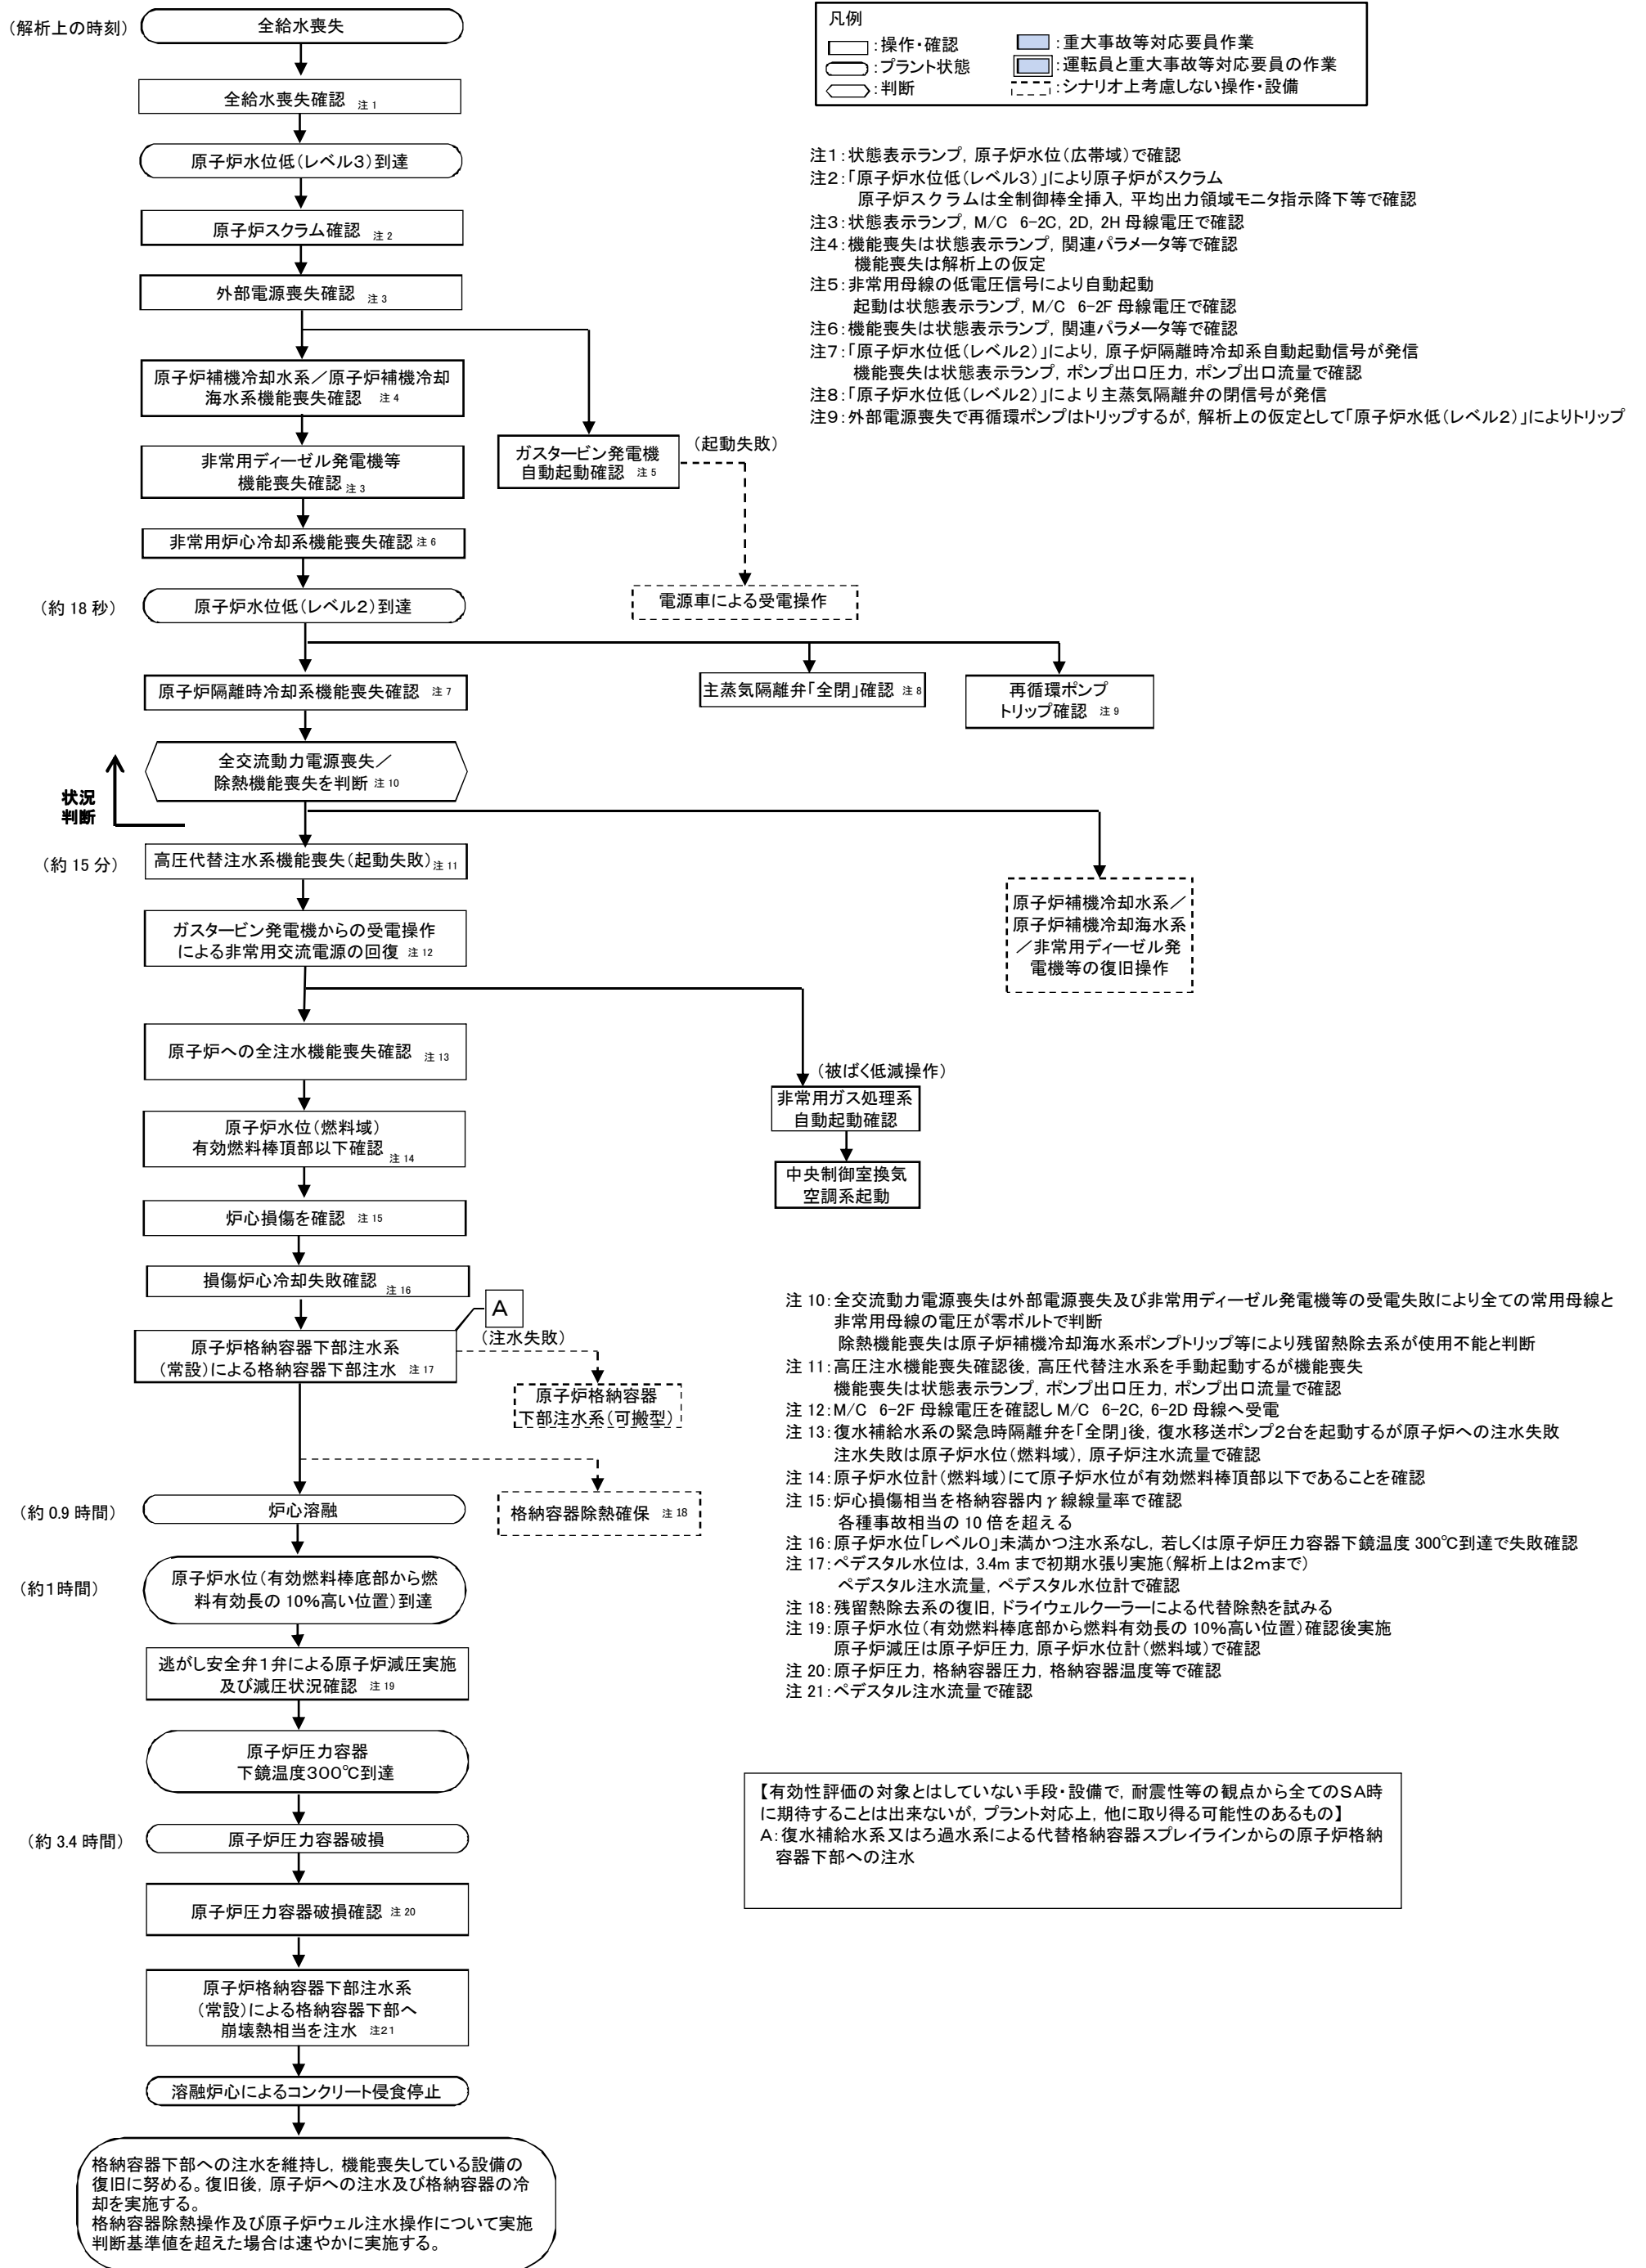 (解析上の時刻)
全給水喪失
全給水喪失確認 注1
原子炉水位低(レベル3)到達
原子炉スクラム確認 注2
外部電源喪失確認 注3
原子炉補機冷却水系／原子炉補機冷却
海水系機能喪失確認 注4
非常用ディーゼル発電機等
機能喪失確認 注3
ガスタービン発電機
自動起動確認 注5
(起動失敗)
非常用炉心冷却系機能喪失確認 注6
電源車による受電操作
(約18秒)
原子炉水位低(レベル2)到達
原子炉隔離時冷却系機能喪失確認 注7
主蒸気隔離弁「全閉」確認 注8
再循環ポンプ
トリップ確認 注9
全交流動力電源喪失／
除熱機能喪失を判断 注10
状況
判断
(約15分)
高圧代替注水系機能喪失(起動失敗) 注11
原子炉補機冷却水系／
原子炉補機冷却海水系
／非常用ディーゼル発
電機等の復旧操作
ガスタービン発電機からの受電操作
による非常用交流電源の回復 注12
原子炉への全注水機能喪失確認 注13
(被ばく低減操作)
非常用ガス処理系
自動起動確認
中央制御室換気
空調系起動
原子炉水位(燃料域)
有効燃料棒頂部以下確認 注14
炉心損傷を確認 注15
損傷炉心冷却失敗確認 注16
A
(注水失敗)
原子炉格納容器下部注水系
(常設)による格納容器下部注水 注17
原子炉格納容器
下部注水系(可搬型)
格納容器除熱確保 注18
(約0.9時間)
炉心溶融
(約1時間)
原子炉水位(有効燃料棒底部から燃
料有効長の10%高い位置)到達
逃がし安全弁1弁による原子炉減圧実施
及び減圧状況確認 注19
原子炉圧力容器
下鏡温度300℃到達
(約3.4時間)
原子炉圧力容器破損
原子炉圧力容器破損確認 注20
原子炉格納容器下部注水系
(常設)による格納容器下部へ
崩壊熱相当を注水 注21
溶融炉心によるコンクリート侵食停止
格納容器下部への注水を維持し，機能喪失している設備の
復旧に努める。復旧後，原子炉への注水及び格納容器の冷
却を実施する。
格納容器除熱操作及び原子炉ウェル注水操作について実施
判断基準値を超えた場合は速やかに実施する。
凡例
:操作・確認
:プラント状態
:判断
:重大事故等対応要員作業
:運転員と重大事故等対応要員の作業
:シナリオ上考慮しない操作・設備
注1:状態表示ランプ，原子炉水位(広帯域)で確認
注2:「原子炉水位低(レベル3)」により原子炉がスクラム
原子炉スクラムは全制御棒全挿入，平均出力領域モニタ指示降下等で確認
注3:状態表示ランプ，M/C 6-2C，2D，2H 母線電圧で確認
注4:機能喪失は状態表示ランプ，関連パラメータ等で確認
機能喪失は解析上の仮定
注5:非常用母線の低電圧信号により自動起動
起動は状態表示ランプ，M/C 6-2F 母線電圧で確認
注6:機能喪失は状態表示ランプ，関連パラメータ等で確認
注7:「原子炉水位低(レベル2)」により，原子炉隔離時冷却系自動起動信号が発信
機能喪失は状態表示ランプ，ポンプ出口圧力，ポンプ出口流量で確認
注8:「原子炉水位低(レベル2)」により主蒸気隔離弁の閉信号が発信
注9:外部電源喪失で再循環ポンプはトリップするが，解析上の仮定として「原子炉水低(レベル2)」によりトリップ
注10:全交流動力電源喪失は外部電源喪失及び非常用ディーゼル発電機等の受電失敗により全ての常用母線と
非常用母線の電圧が零ボルトで判断
除熱機能喪失は原子炉補機冷却海水系ポンプトリップ等により残留熱除去系が使用不能と判断
注11:高圧注水機能喪失確認後，高圧代替注水系を手動起動するが機能喪失
機能喪失は状態表示ランプ，ポンプ出口圧力，ポンプ出口流量で確認
注12:M/C 6-2F 母線電圧を確認しM/C 6-2C，6-2D 母線へ受電
注13:復水補給水系の緊急時隔離弁を「全閉」後，復水移送ポンプ2台を起動するが原子炉への注水失敗
注水失敗は原子炉水位(燃料域)，原子炉注水流量で確認
注14:原子炉水位計(燃料域)にて原子炉水位が有効燃料棒頂部以下であることを確認
注15:炉心損傷相当を格納容器内γ線線量率で確認
各種事故相当の10倍を超える
注16:原子炉水位「レベル0」未満かつ注水系なし，若しくは原子炉圧力容器下鏡温度300℃到達で失敗確認
注17:ペデスタル水位は，3.4mまで初期水張り実施(解析上は2mまで)
ペデスタル注水流量，ペデスタル水位計で確認
注18:残留熱除去系の復旧，ドライウェルクーラーによる代替除熱を試みる
注19:原子炉水位(有効燃料棒底部から燃料有効長の10%高い位置)確認後実施
原子炉減圧は原子炉圧力，原子炉水位計(燃料域)で確認
注20:原子炉圧力，格納容器圧力，格納容器温度等で確認
注21:ペデスタル注水流量で確認
【有効性評価の対象とはしていない手段・設備で，耐震性等の観点から全てのSA時
に期待することは出来ないが，プラント対応上，他に取り得る可能性のあるもの】
A:復水補給水系又はろ過水系による代替格納容器スプレイラインからの原子炉格納
容器下部への注水